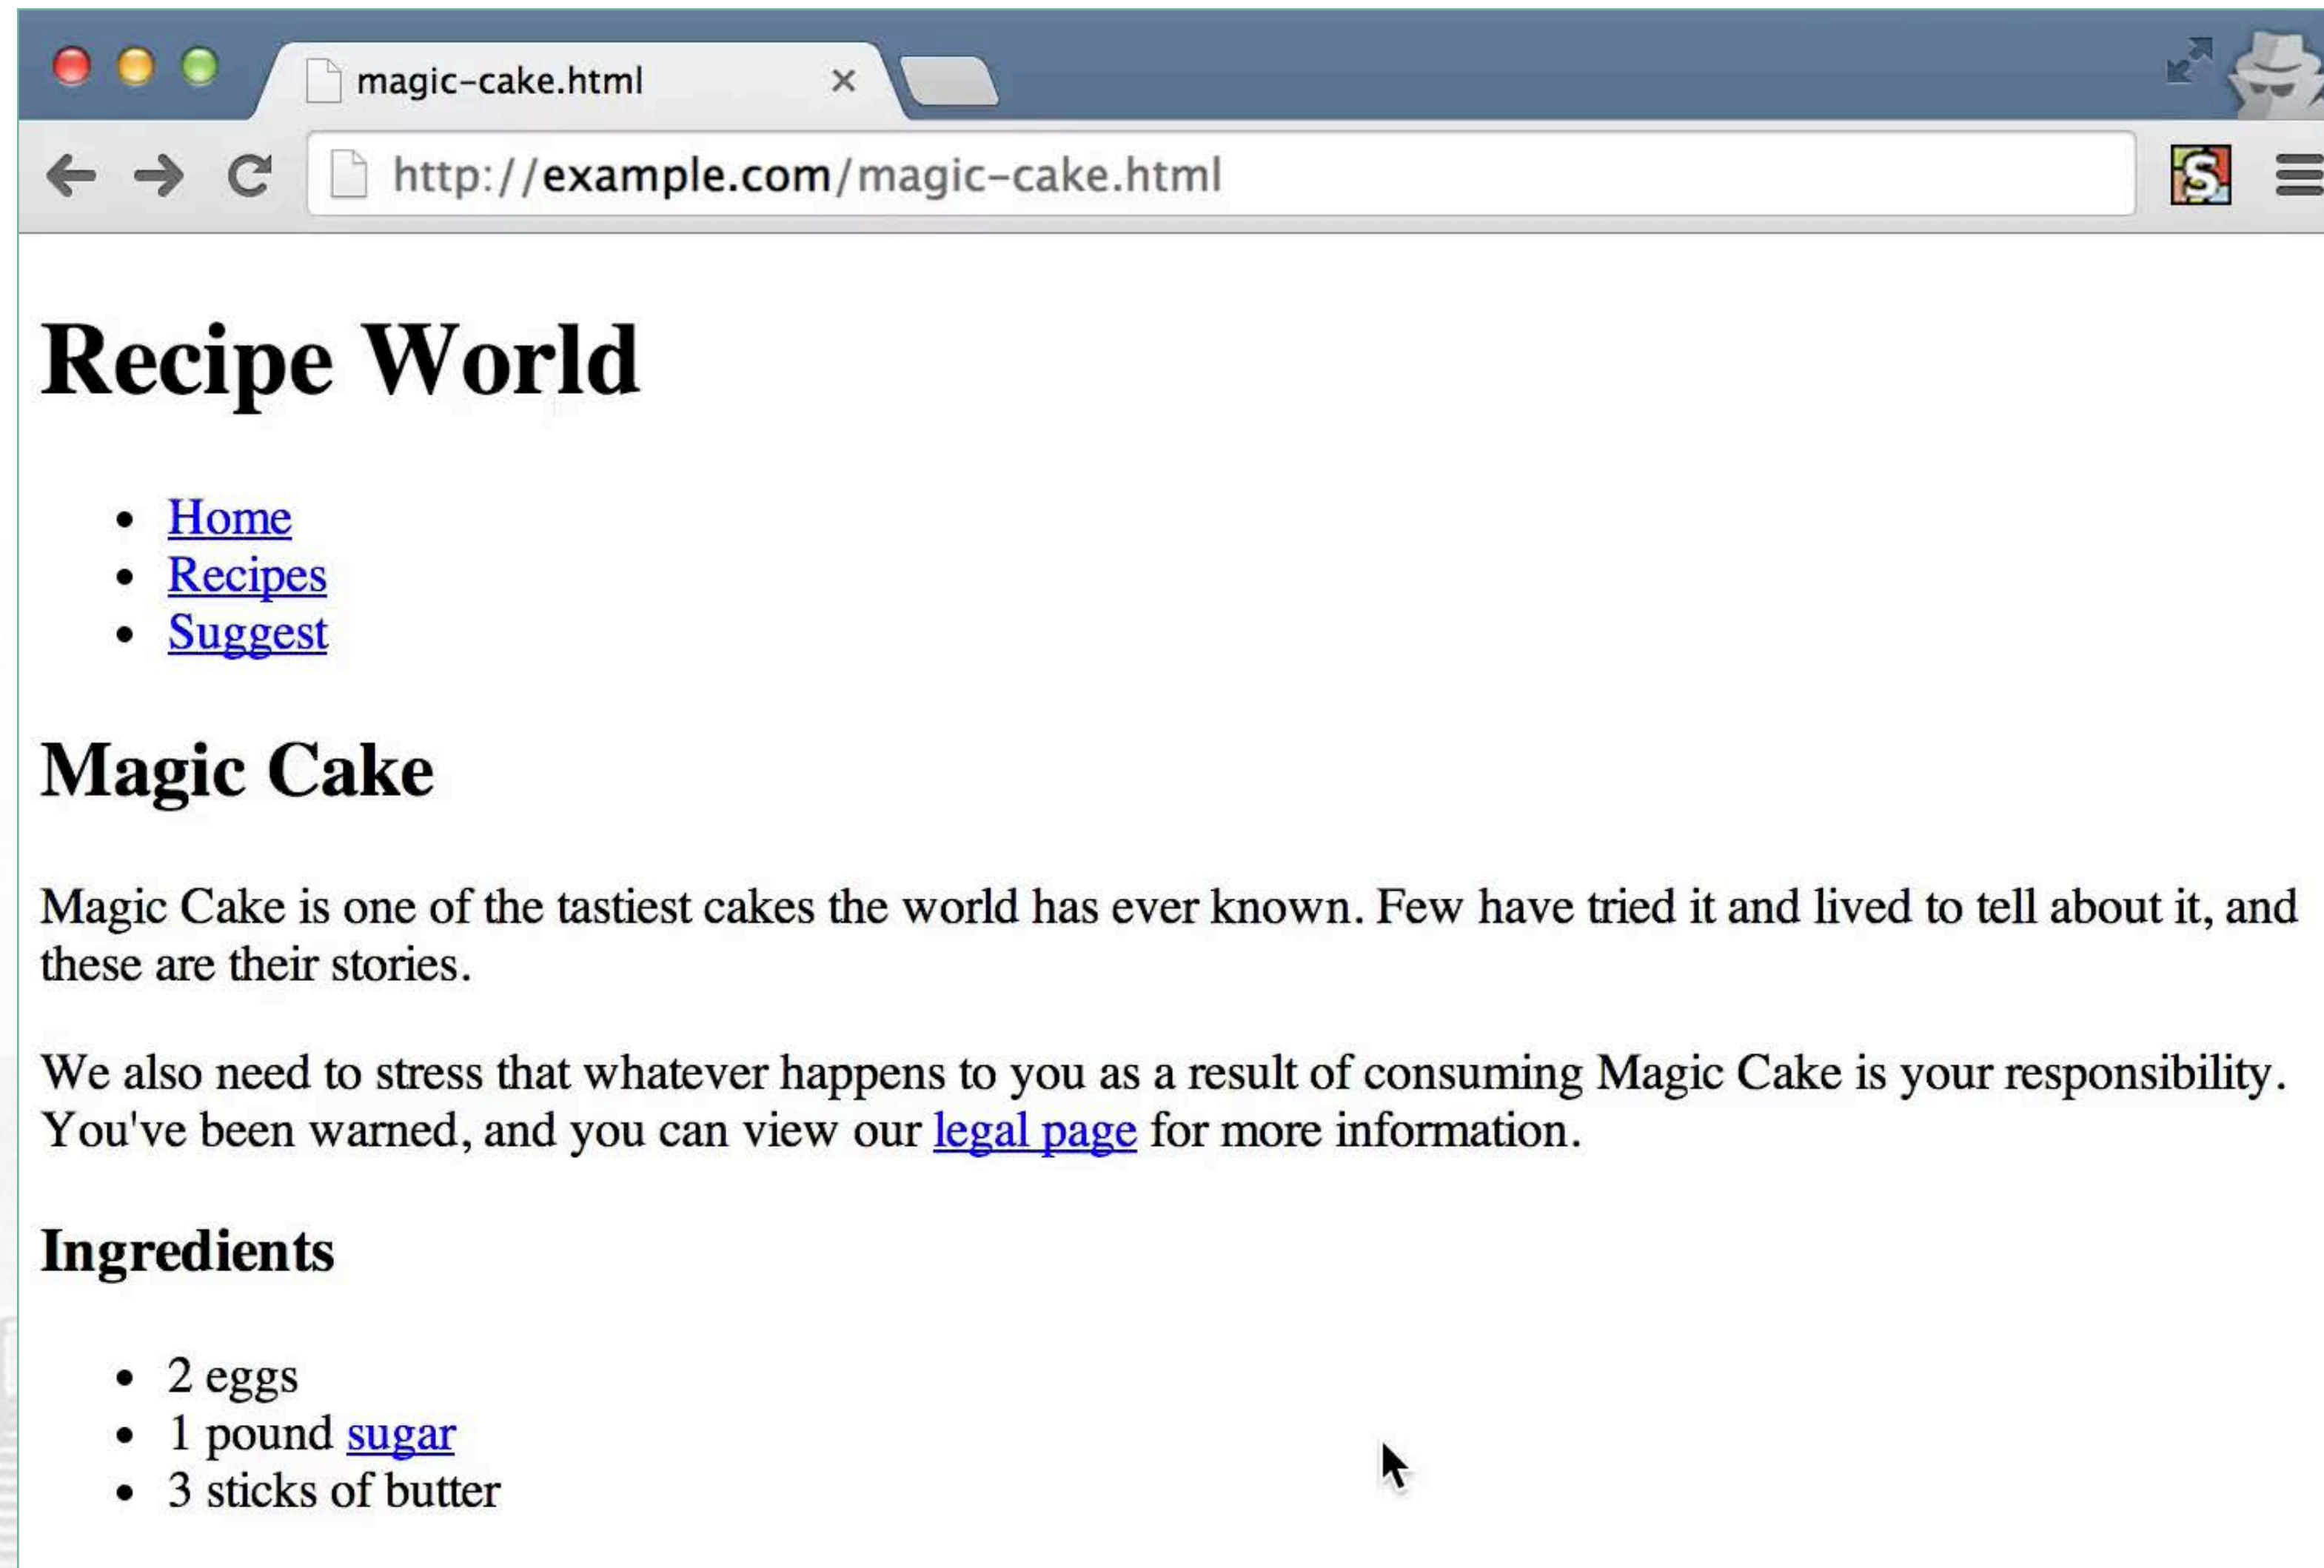 magic-cake.html
http://example.com/magic-cake.html
S
Recipe World
Home
Recipes
Suggest
Magic Cake
Magic Cake is one of the tastiest cakes the world has ever known. Few have tried it and lived to tell about it, and
these are their stories.
We also need to stress that whatever happens to you as a result of consuming Magic Cake is your responsibility.
You've been warned, and you can view our legal page for more information.
Ingredients
2 eggs
1 pound sugar
3 sticks of butter